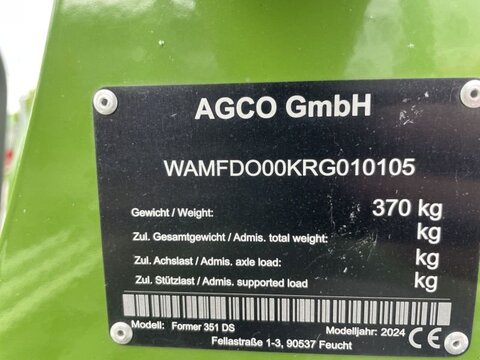 AGCO GmbH
WAMFDO00KRG010105
Gewicht / Weight: 370 kg
Zul. Gesamtgewicht / Admis. total weight: kg
Zul. Achslast / Admis. axle load: kg
Zul. Stützlast / Admis. supported load kg
Modell: Former 351 DS Modelljahr: 2024 CE
Fellastraße 1-3, 90537 Feucht